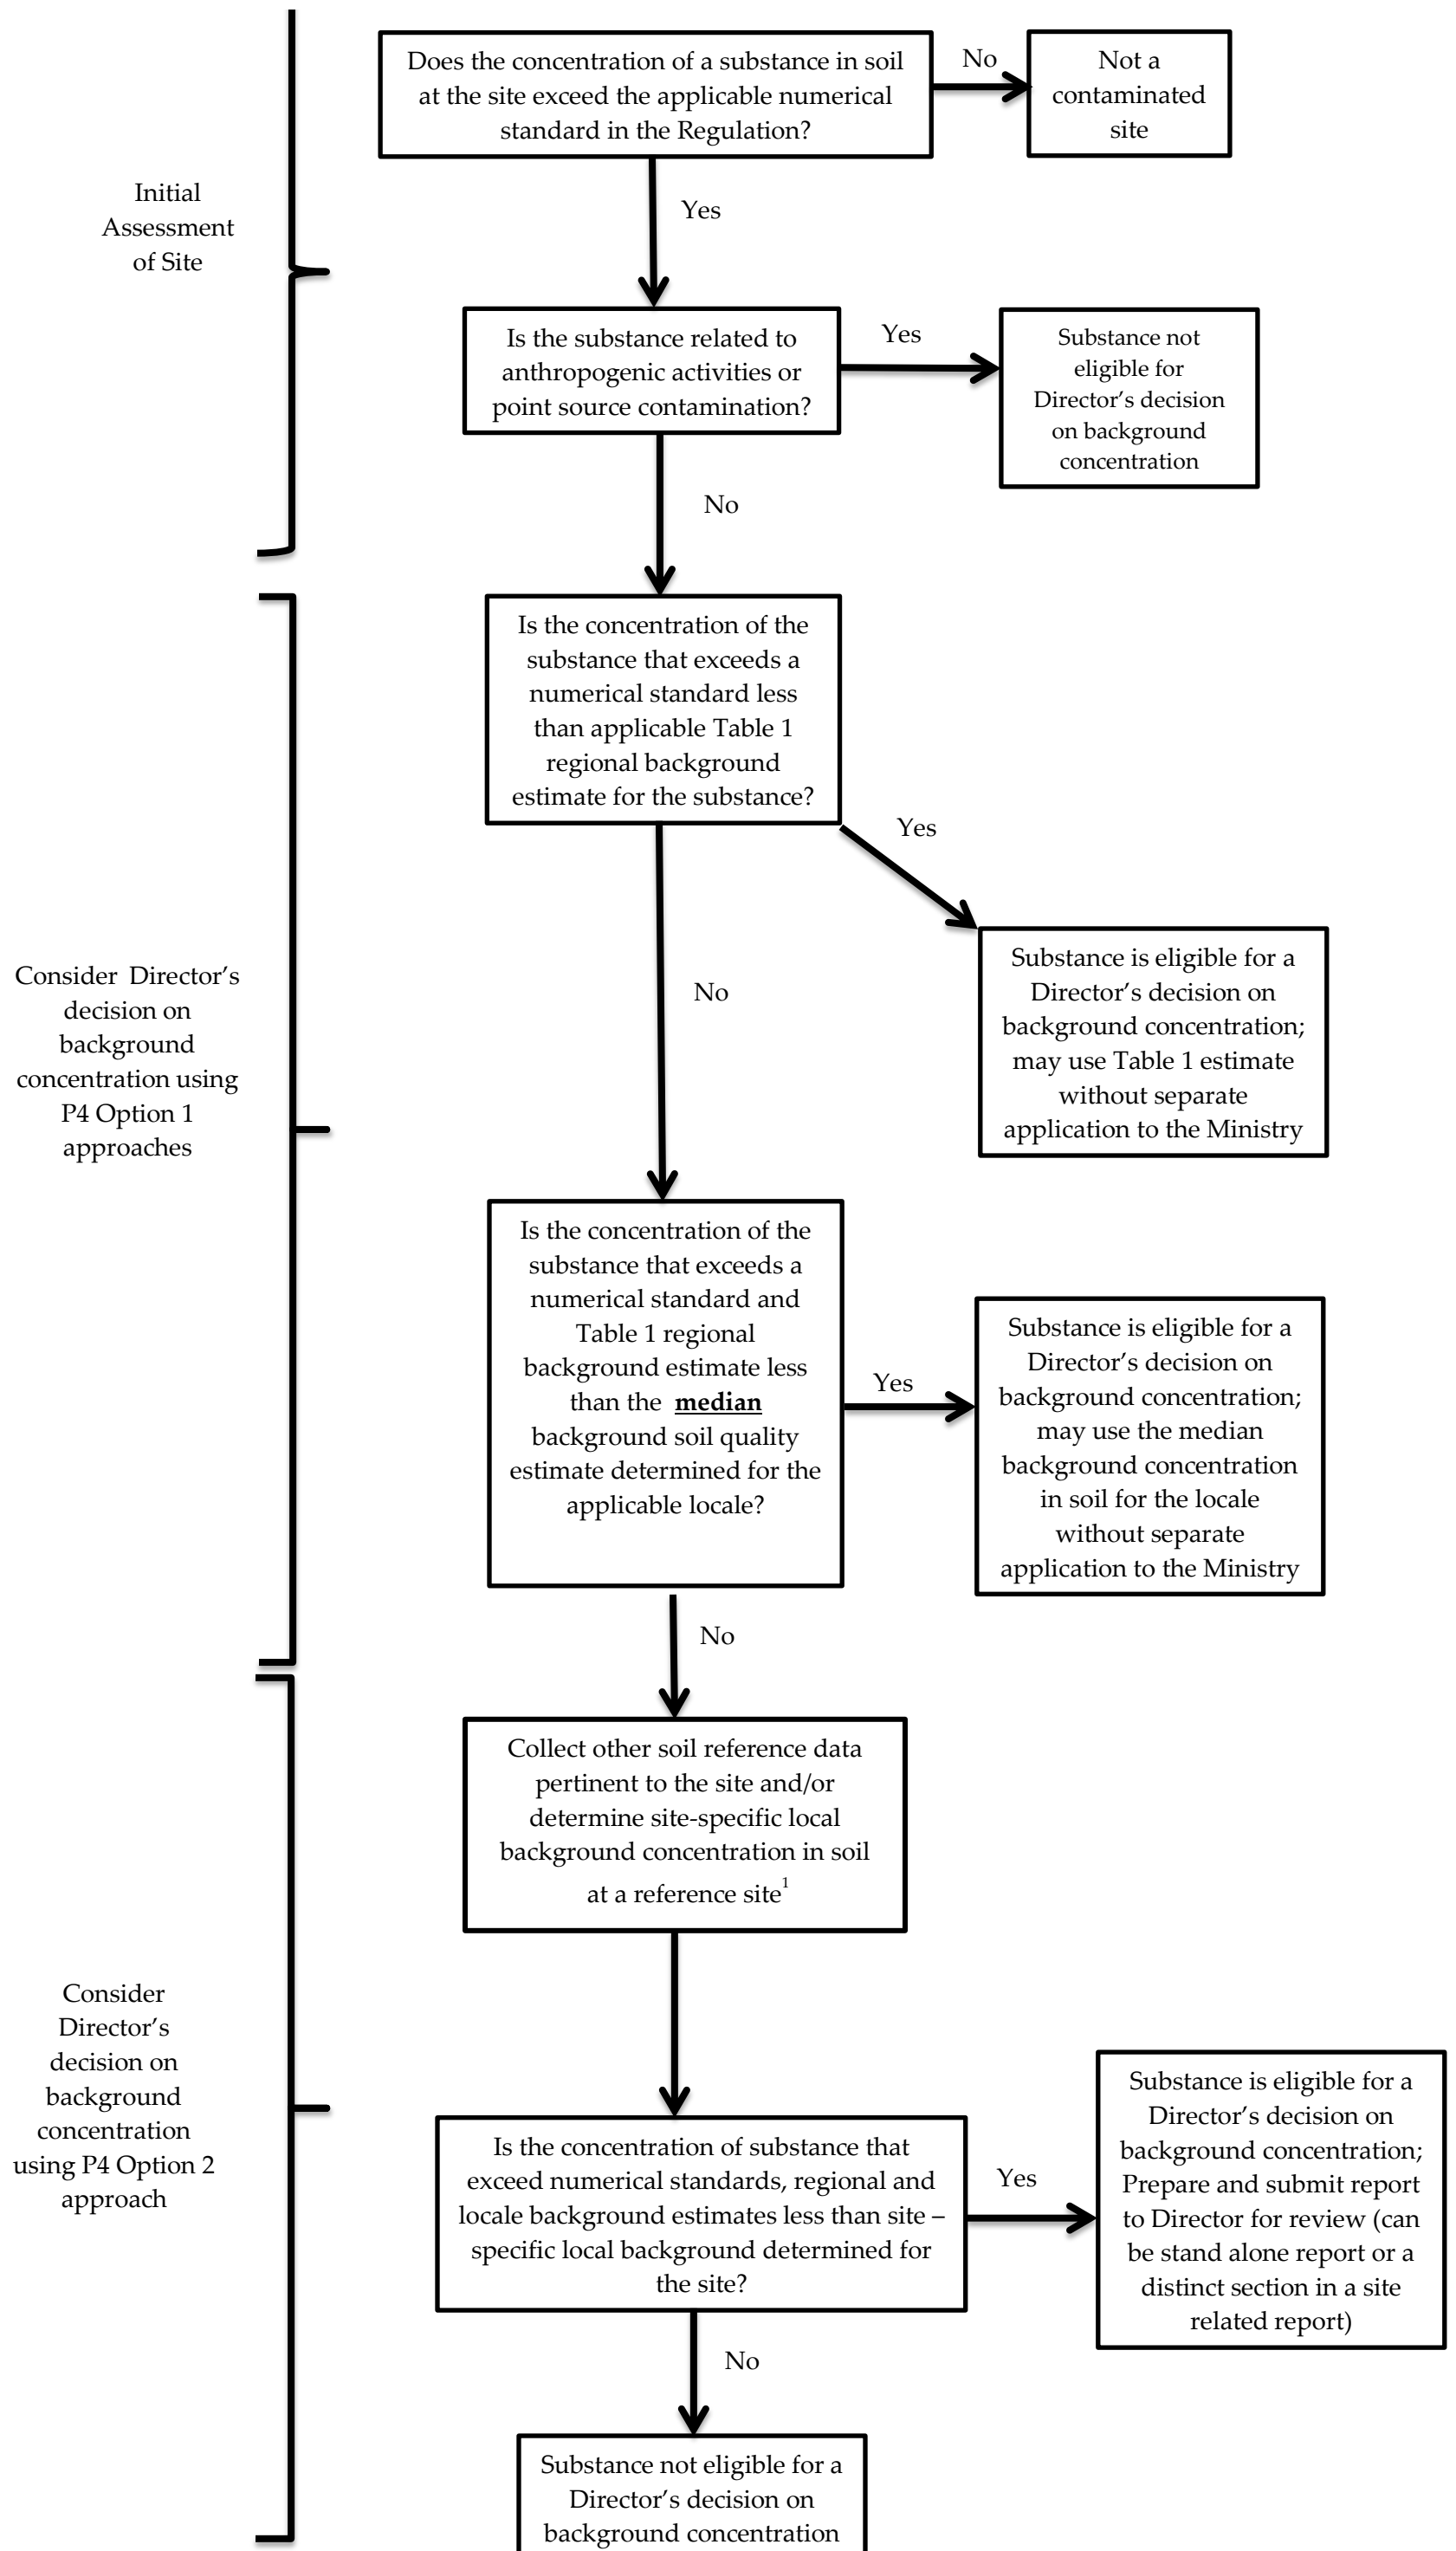 Does the concentration of a substance in soil
at the site exceed the applicable numerical
standard in the Regulation?
No
Not a
contaminated
site
Initial
Assessment
of Site
Yes
Is the substance related to
anthropogenic activities or
point source contamination?
Yes
Substance not
eligible for
Director’s decision
on background
concentration
No
Is the concentration of the
substance that exceeds a
numerical standard less
than applicable Table 1
regional background
estimate for the substance?
Yes
Consider Director’s
decision on
background
concentration using
P4 Option 1
approaches
No
Substance is eligible for a
Director’s decision on
background concentration;
may use Table 1 estimate
without separate
application to the Ministry
Is the concentration of the
substance that exceeds a
numerical standard and
Table 1 regional
background estimate less
than the median
background soil quality
estimate determined for the
applicable locale?
Yes
Substance is eligible for a
Director’s decision on
background concentration;
may use the median
background concentration
in soil for the locale
without separate
application to the Ministry
No
Collect other soil reference data
pertinent to the site and/or
determine site-specific local
background concentration in soil
at a reference site1
Consider
Director’s
decision on
background
concentration
using P4 Option 2
approach
Is the concentration of substance that
exceed numerical standards, regional and
locale background estimates less than site –
specific local background determined for
the site?
Yes
Substance is eligible for a
Director’s decision on
background concentration;
Prepare and submit report
to Director for review (can
be stand alone report or a
distinct section in a site
related report)
No
Substance not eligible for a
Director’s decision on
background concentration